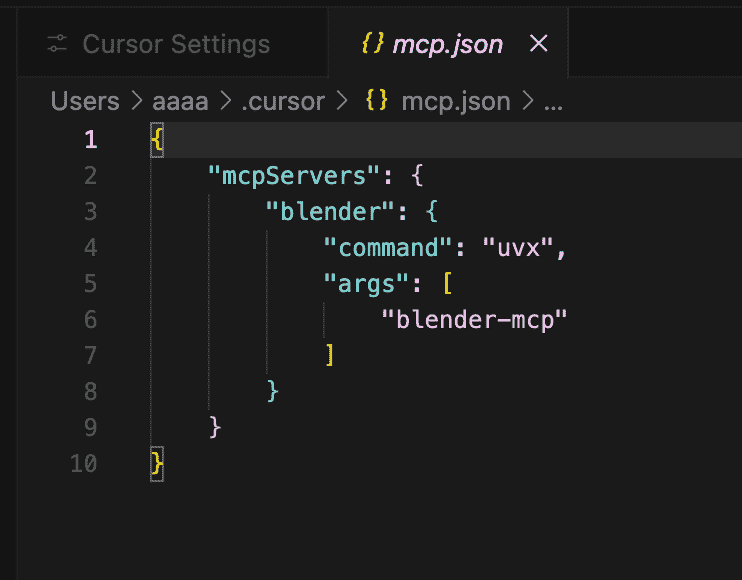 Cursor Settings {} mcp.json ×
Users > aaaa > .cursor > {} mcp.json > ...
1 {
2     "mcpServers": {
3         "blender": {
4             "command": "uvx",
5             "args": [
6                 "blender-mcp"
7             ]
8         }
9     }
10 }